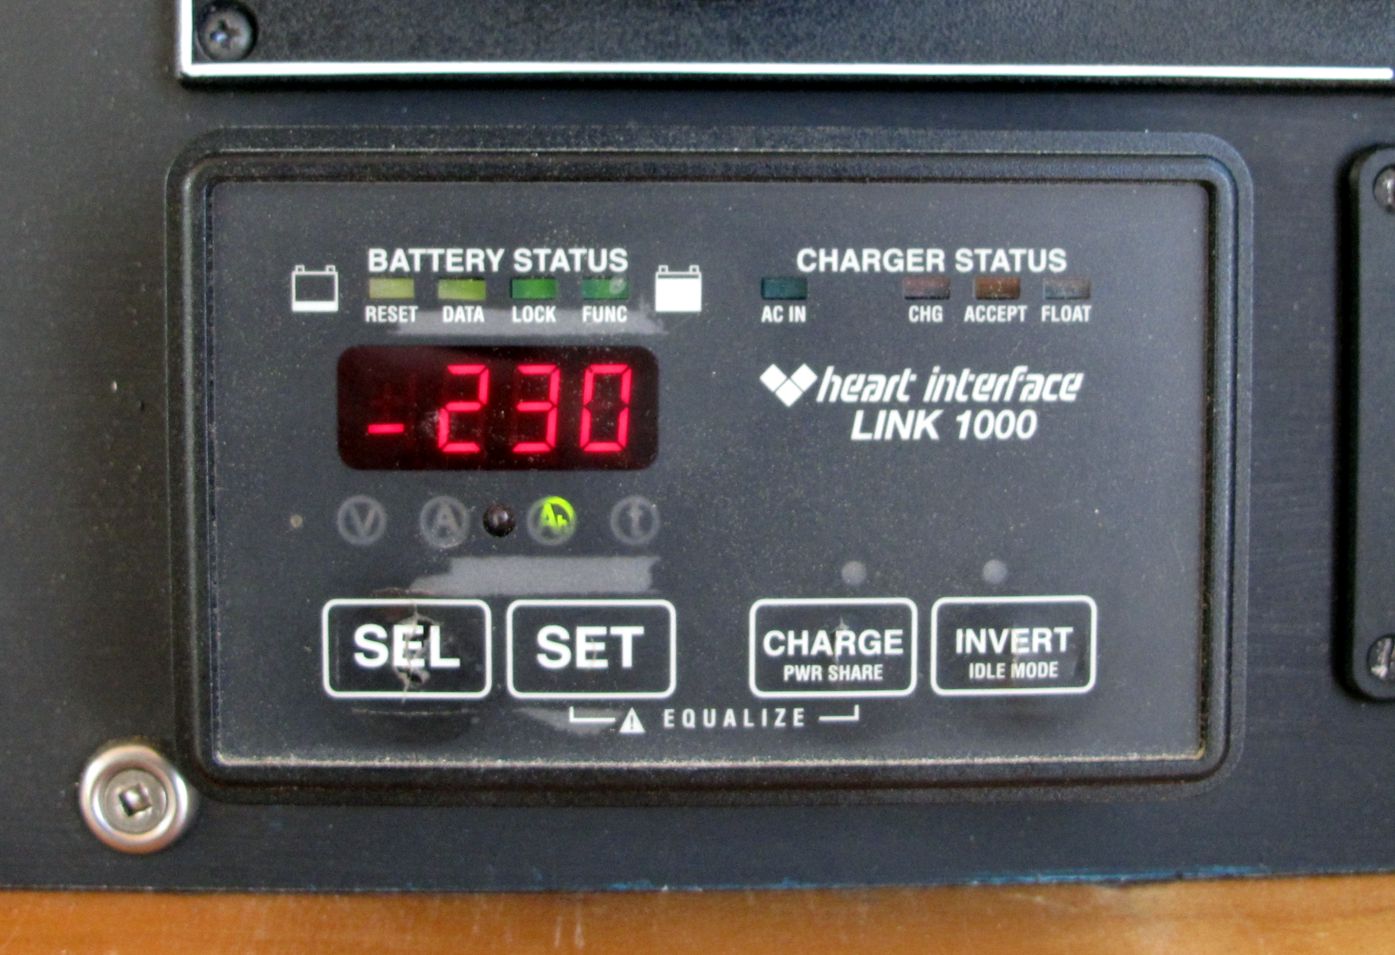 BATTERY STATUS
RESET DATA LOCK FUNC
CHARGER STATUS
AC IN CHG ACCEPT FLOAT
-230
heart interface
LINK 1000
V A Ah t
SEL SET
CHARGE
PWR SHARE
INVERT
IDLE MODE
EQUALIZE